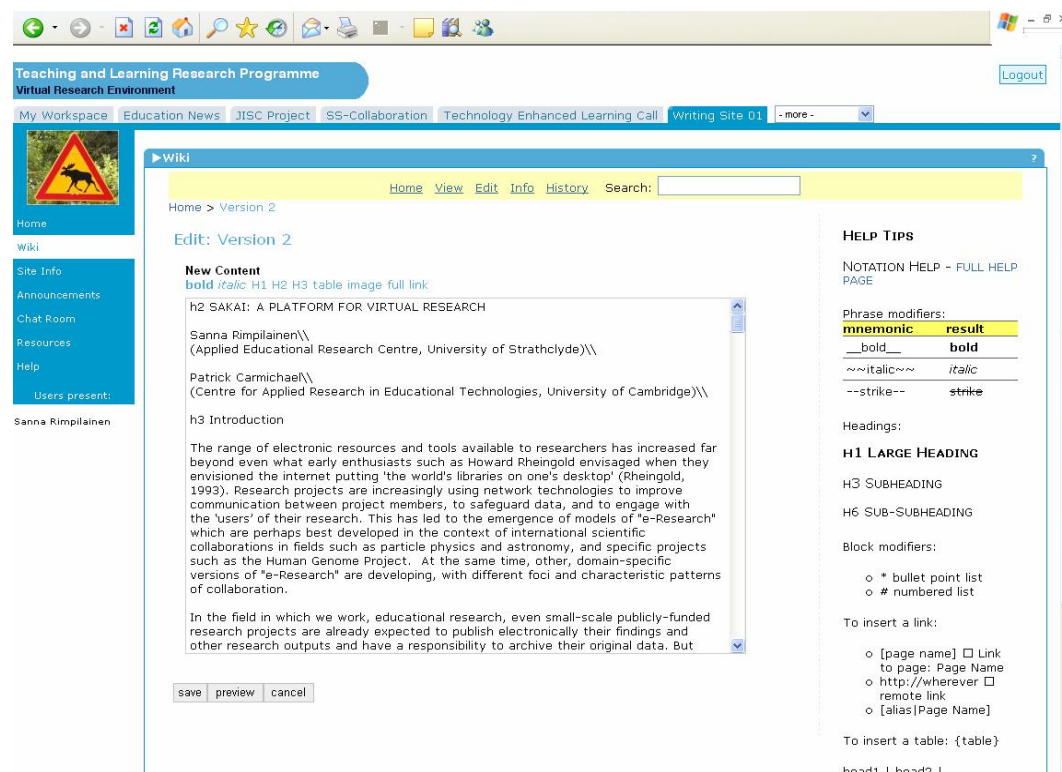 Teaching and Learning Research Programme
Virtual Research Environment
Logout
My Workspace Education News JISC Project SS-Collaboration Technology Enhanced Learning Call Writing Site 01 - more -
Wiki ?
Home View Edit Info History Search:
Home > Version 2
Home
Wiki
Site Info
Announcements
Chat Room
Resources
Help
Users present:
Sanna Rimpilainen
Edit: Version 2
New Content
bold italic H1 H2 H3 table image full link
h2 SAKAI: A PLATFORM FOR VIRTUAL RESEARCH
Sanna Rimpilainen\\
(Applied Educational Research Centre, University of Strathclyde)\\
Patrick Carmichael\\
(Centre for Applied Research in Educational Technologies, University of Cambridge)\\
h3 Introduction
The range of electronic resources and tools available to researchers has increased far
beyond even what early enthusiasts such as Howard Rheingold envisaged when they
envisioned the internet putting 'the world's libraries on one's desktop' (Rheingold,
1993). Research projects are increasingly using network technologies to improve
communication between project members, to safeguard data, and to engage with
the 'users' of their research. This has led to the emergence of models of "e-Research"
which are perhaps best developed in the context of international scientific
collaborations in fields such as particle physics and astronomy, and specific projects
such as the Human Genome Project.  At the same time, other, domain-specific
versions of "e-Research" are developing, with different foci and characteristic patterns
of collaboration.
In the field in which we work, educational research, even small-scale publicly-funded
research projects are already expected to publish electronically their findings and
other research outputs and have a responsibility to archive their original data. But
save preview cancel
HELP TIPS
NOTATION HELP - FULL HELP
PAGE
Phrase modifiers:
mnemonic result
__bold__ bold
~~italic~~ italic
--strike-- strike
Headings:
H1 LARGE HEADING
H3 SUBHEADING
H6 SUB-SUBHEADING
Block modifiers:
o * bullet point list
o # numbered list
To insert a link:
o [page name] □ Link
to page: Page Name
o http://wherever □
remote link
o [alias|Page Name]
To insert a table: {table}
head1 | head2 |